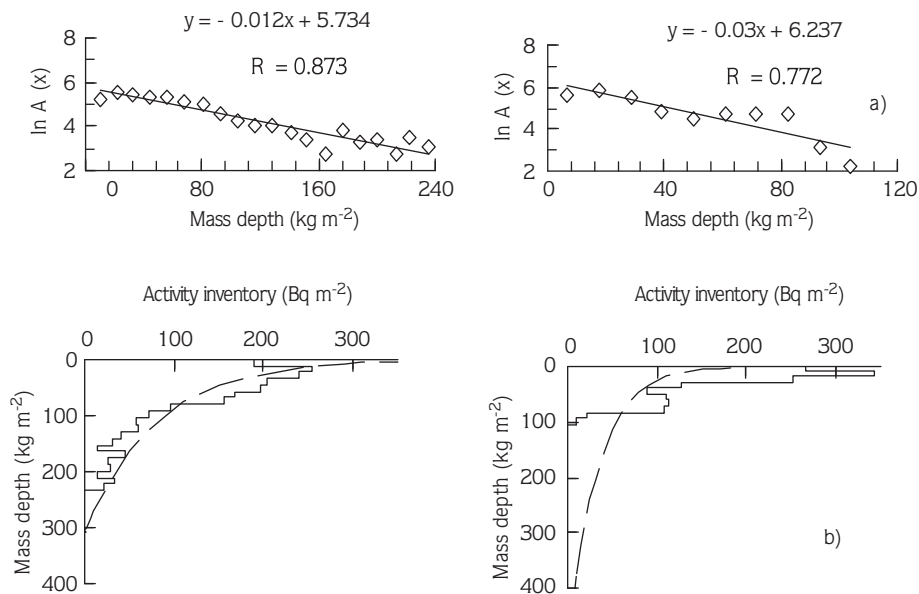 y = - 0.012x + 5.734
R = 0.873
ln A (x)
8
6
4
2
0 80 160 240
Mass depth (kg m-2)
y = - 0.03x + 6.237
R = 0.772
a)
ln A (x)
8
6
4
2
0 40 80 120
Mass depth (kg m-2)
Activity inventory (Bq m-2)
0 100 200 300
Mass depth (kg m-2)
0
100
200
300
400
Activity inventory (Bq m-2)
0 100 200 300
Mass depth (kg m-2)
0
100
200
300
400
b)